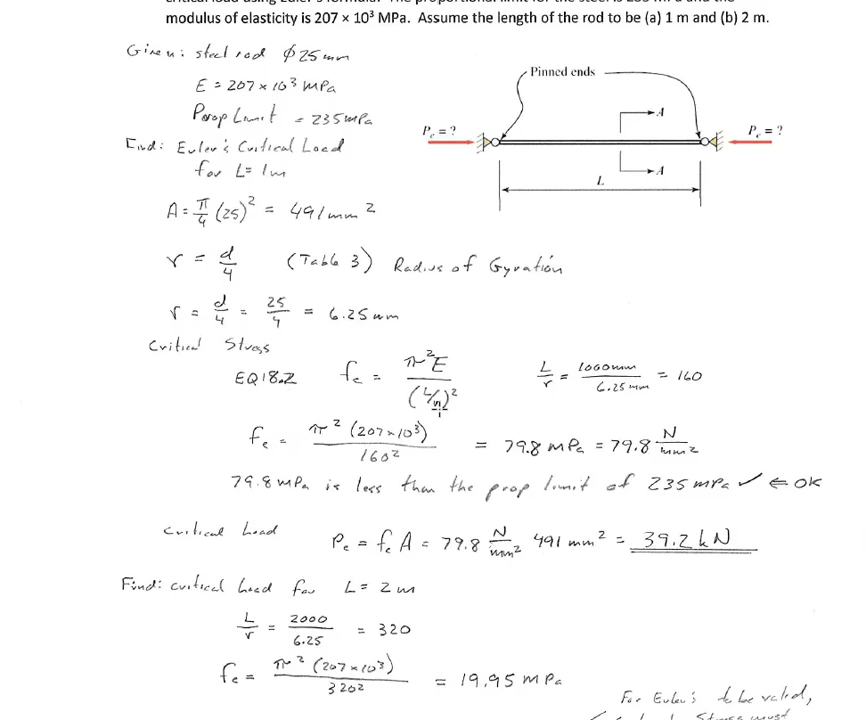 modulus of elasticity is 207 × 10³ MPa. Assume the length of the rod to be (a) 1 m and (b) 2 m.
Given: steel rod φ25mm
E = 207 × 10³ MPa
Prop Limit = 235 MPa
Find: Euler's Critical Load
for L = 1m
Pinned ends
A
P_c = ?
P_c = ?
A
L
A = π/4 (25)² = 491 mm²
r = d/4 (Table 3) Radius of Gyration
r = d/4 = 25/4 = 6.25 mm
Critical Stress
EQ 18.2 f_c = π²E / (L/r)² L/r = 1000mm / 6.25 mm = 160
f_c = π² (207×10³) / 160² = 79.8 MPa = 79.8 N/mm²
79.8 MPa is less than the prop limit of 235 MPa ✓ ⇐ OK
Critical Load P_c = f_c A = 79.8 N/mm² 491 mm² = 39.2 kN
Find: critical load for L = 2 m
L/r = 2000 / 6.25 = 320
f_c = π² (207×10³) / 320² = 19.95 MPa
For Euler's to be valid,